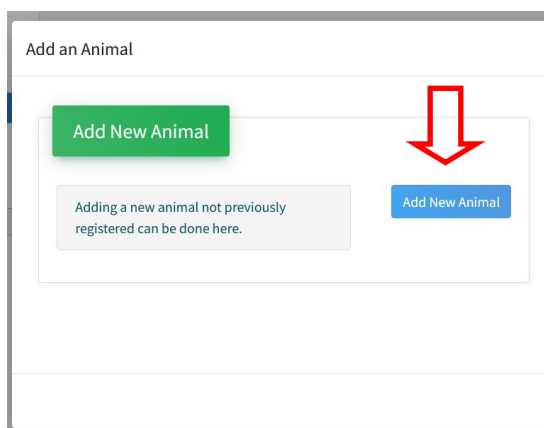 Add an Animal
Add New Animal
Adding a new animal not previously
registered can be done here.
Add New Animal